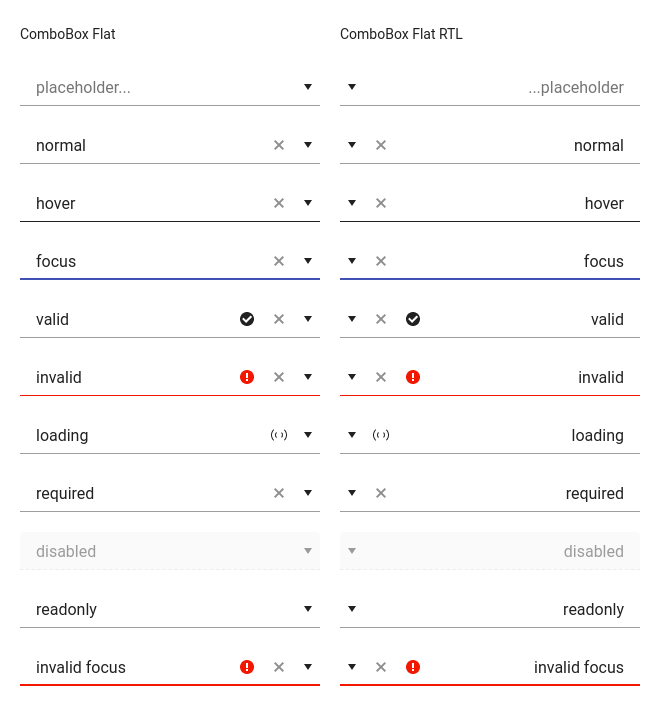 ComboBox Flat
ComboBox Flat RTL
placeholder...
...placeholder
normal
normal
hover
hover
focus
focus
valid
valid
invalid
invalid
loading
loading
required
required
disabled
disabled
readonly
readonly
invalid focus
invalid focus